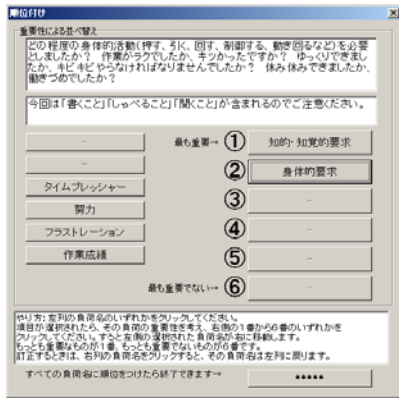 順位付け
重要性による並べ替え
どの程度の身体的活動(押す、引く、回す、制御する、動き回るなど)を必要
としましたか? 作業がラクでしたか、キツかったですか? ゆっくりできまし
たか、キビキビやらなければなりませんでしたか? 休み休みできましたか、
働きづめでしたか?
今回は「書くこと」「しゃべること」「聞くこと」が含まれるのでご注意ください。
最も重要→ ① 知的・知覚的要求
② 身体的要求
タイムプレッシャー ③
努力 ④
フラストレーション
作業成績 ⑤
最も重要でない→ ⑥
やり方: 左列の負荷名のいずれかをクリックしてください。
項目が選択されたら、その負荷の重要性を考え、右側の1番から6番のいずれかを
クリックしてください。すると左側の選択された負荷名が右に移動します。
もっとも重要なものが1番、もっとも重要でないものが6番です。
訂正するときは、右列の負荷名をクリックすると、その負荷名は左列に戻ります。
すべての負荷名に順位をつけたら終了できます→ *****